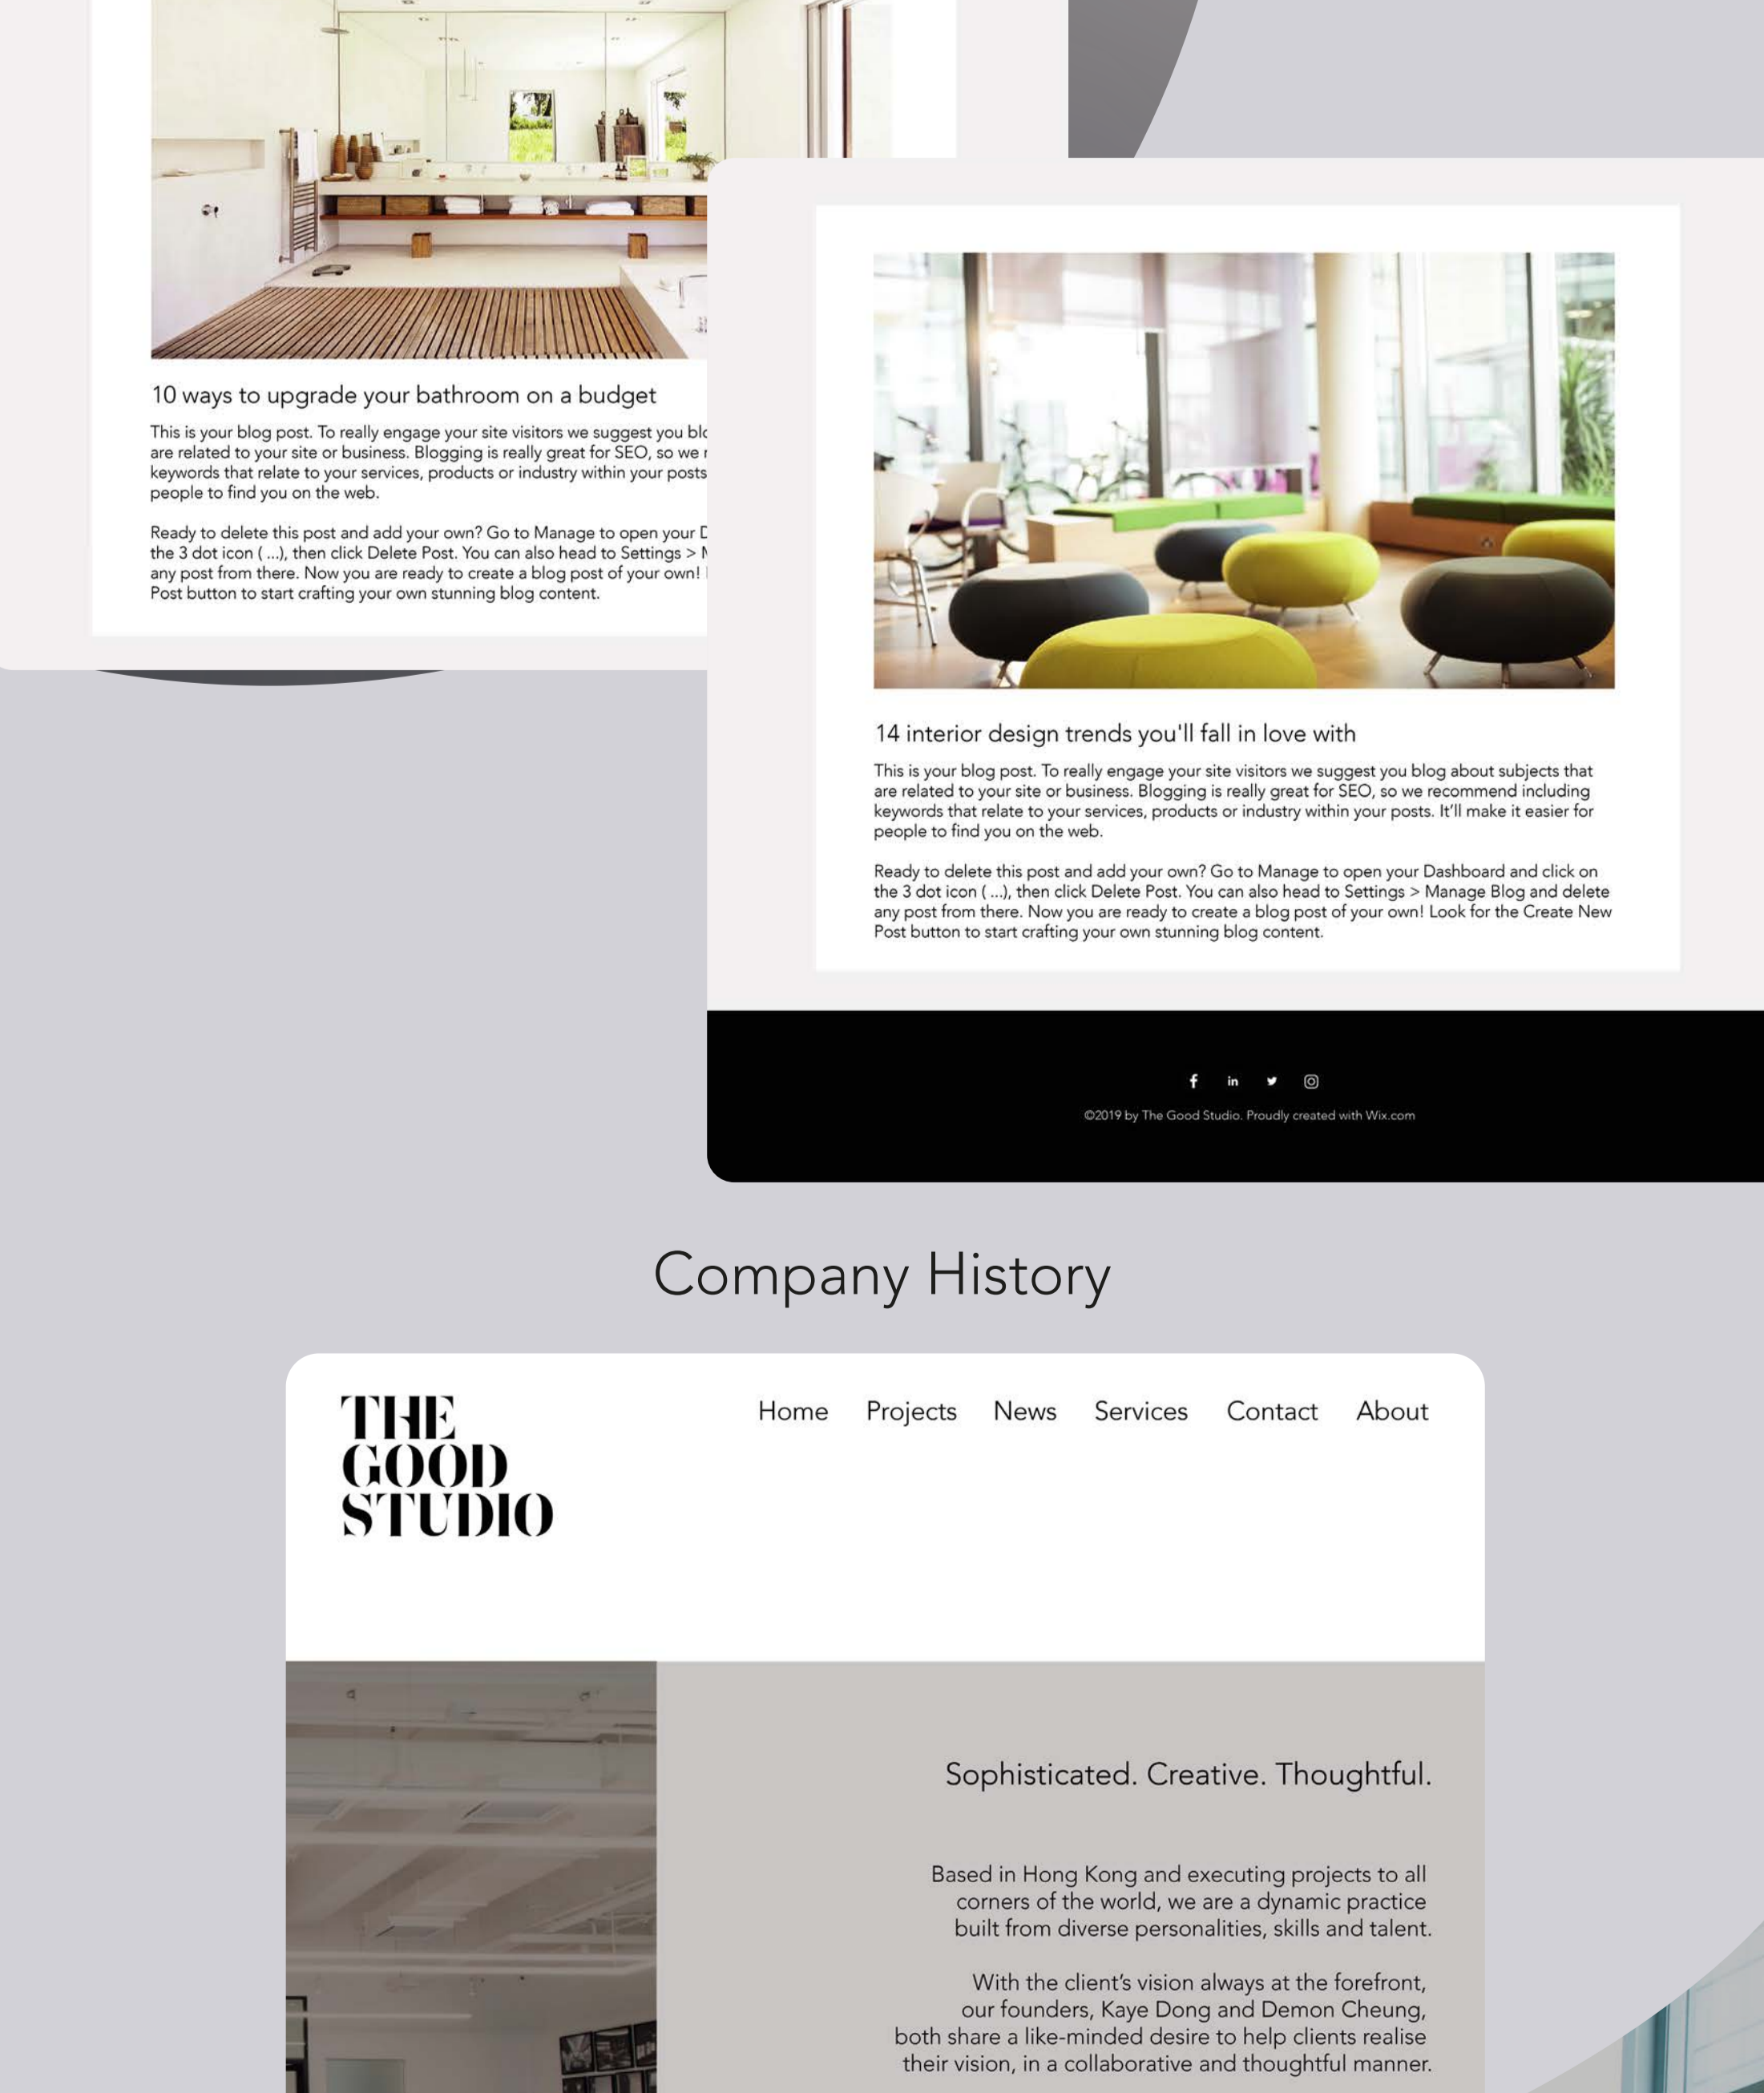 10 ways to upgrade your bathroom on a budget
This is your blog post. To really engage your site visitors we suggest you
are related to your site or business. Blogging is really great for SEO, so we
keywords that relate to your services, products or industry within your posts
people to find you on the web.
Ready to delete this post and add your own? Go to Manage to open your
the 3 dot icon ( ...), then click Delete Post. You can also head to Settings >
any post from there. Now you are ready to create a blog post of your own!
Post button to start crafting your own stunning blog content.
14 interior design trends you'll fall in love with
This is your blog post. To really engage your site visitors we suggest you blog about subjects that
are related to your site or business. Blogging is really great for SEO, so we recommend including
keywords that relate to your services, products or industry within your posts. It'll make it easier for
people to find you on the web.
Ready to delete this post and add your own? Go to Manage to open your Dashboard and click on
the 3 dot icon ( ...), then click Delete Post. You can also head to Settings > Manage Blog and delete
any post from there. Now you are ready to create a blog post of your own! Look for the Create New
Post button to start crafting your own stunning blog content.
©2019 by The Good Studio. Proudly created with Wix.com
Company History
THE
GOOD
STUDIO
Home Projects News Services Contact About
Sophisticated. Creative. Thoughtful.
Based in Hong Kong and executing projects to all
corners of the world, we are a dynamic practice
built from diverse personalities, skills and talent.
With the client's vision always at the forefront,
our founders, Kaye Dong and Demon Cheung,
both share a like-minded desire to help clients realise
their vision, in a collaborative and thoughtful manner.